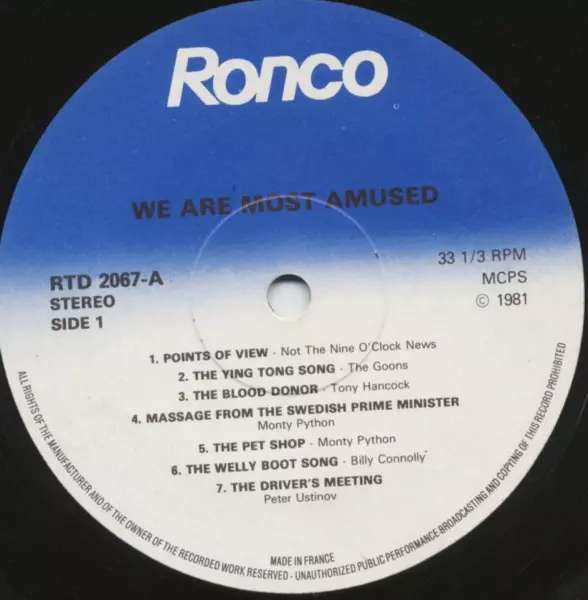 Ronco
WE ARE MOST AMUSED
RTD 2067-A
STEREO
SIDE 1
33 1/3 RPM
MCPS
© 1981
1. POINTS OF VIEW - Not The Nine O'Clock News
2. THE YING TONG SONG - The Goons
3. THE BLOOD DONOR - Tony Hancock
4. MASSAGE FROM THE SWEDISH PRIME MINISTER
Monty Python
5. THE PET SHOP - Monty Python
6. THE WELLY BOOT SONG - Billy Connolly
7. THE DRIVER'S MEETING
Peter Ustinov
MADE IN FRANCE
ALL RIGHTS OF THE MANUFACTURER AND OF THE OWNER OF THE RECORDED WORK RESERVED - UNAUTHORIZED PUBLIC PERFORMANCE BROADCASTING AND COPYING OF THIS RECORD PROHIBITED